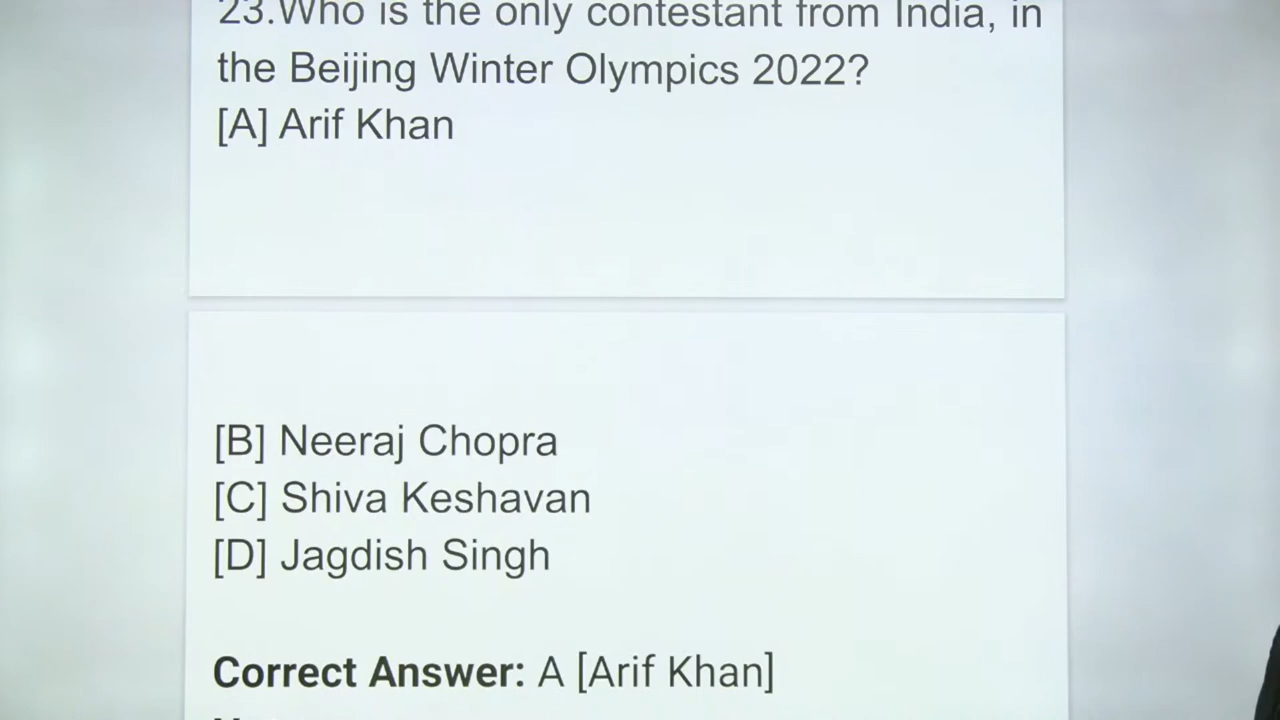 23.Who is the only contestant from India, in
the Beijing Winter Olympics 2022?
[A] Arif Khan
[B] Neeraj Chopra
[C] Shiva Keshavan
[D] Jagdish Singh
Correct Answer: A [Arif Khan]